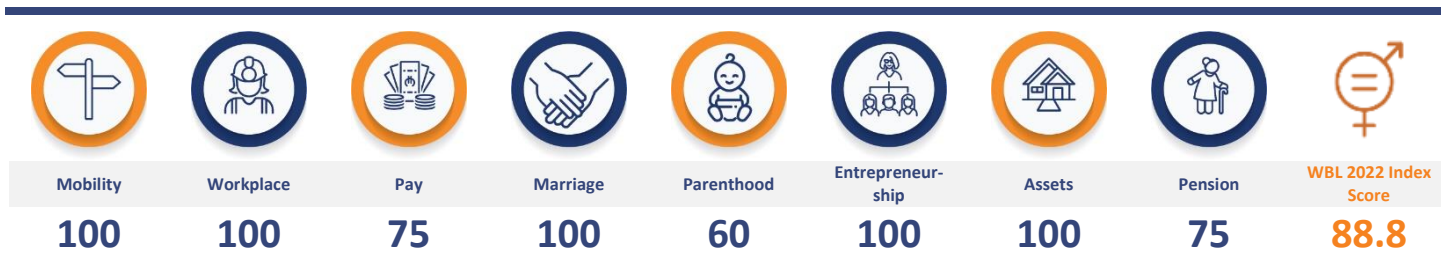 Mobility Workplace Pay Marriage Parenthood Entrepreneur-ship Assets Pension WBL 2022 Index Score
100 100 75 100 60 100 100 75 88.8